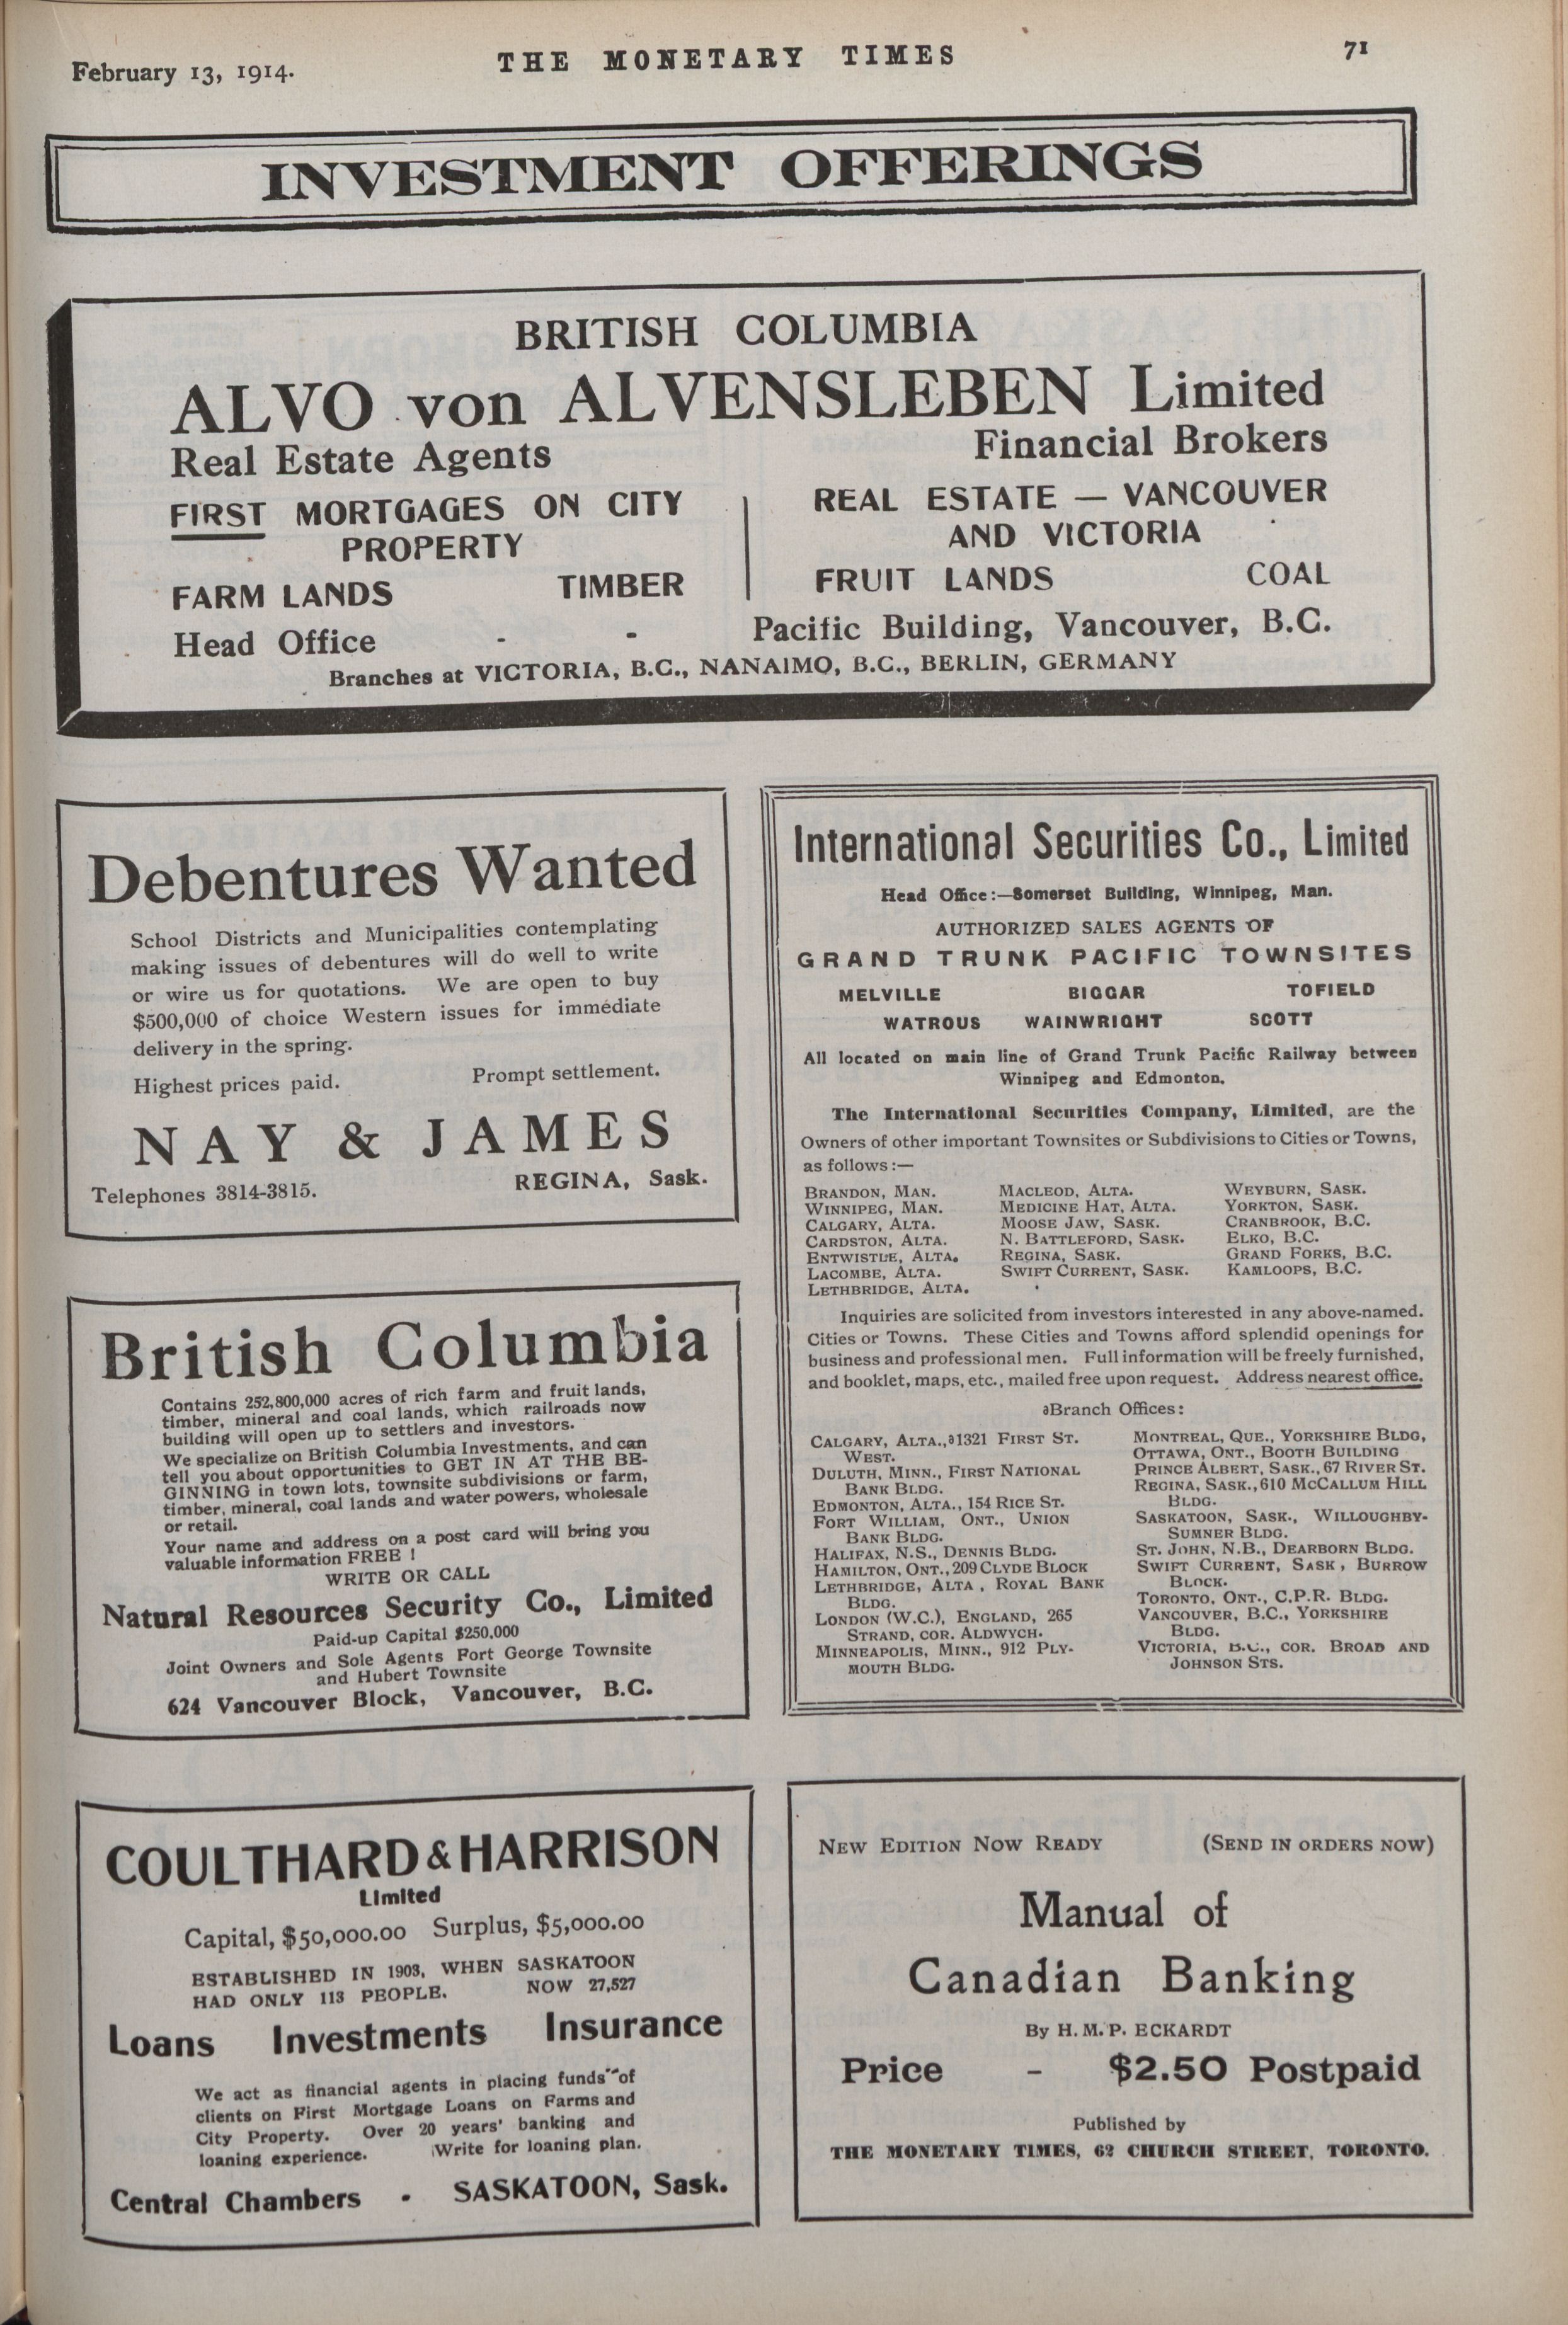 February 13, 1914.
THE MONETARY TIMES
71
INVESTMENT OFFERINGS
BRITISH COLUMBIA
ALVO von ALVENSLEBEN Limited
Real Estate Agents
Financial Brokers
FIRST MORTGAGES ON CITY
PROPERTY
FARM LANDS TIMBER
REAL ESTATE — VANCOUVER
AND VICTORIA
FRUIT LANDS COAL
Head Office - - Pacific Building, Vancouver, B.C.
Branches at VICTORIA, B.C., NANAIMO, B.C., BERLIN, GERMANY
Debentures Wanted
School Districts and Municipalities contemplating
making issues of debentures will do well to write
or wire us for quotations. We are open to buy
$500,000 of choice Western issues for immediate
delivery in the spring.
Highest prices paid. Prompt settlement.
NAY & JAMES
Telephones 3814-3815. REGINA, Sask.
British Columbia
Contains 252,800,000 acres of rich farm and fruit lands,
timber, mineral and coal lands, which railroads now
building will open up to settlers and investors.
We specialize on British Columbia Investments, and can
tell you about opportunities to GET IN AT THE BE-
GINNING in town lots, townsite subdivisions or farm,
timber, mineral, coal lands and water powers, wholesale
or retail.
Your name and address on a post card will bring you
valuable information FREE !
WRITE OR CALL
Natural Resources Security Co., Limited
Paid-up Capital $250,000
Joint Owners and Sole Agents Fort George Townsite
and Hubert Townsite
624 Vancouver Block, Vancouver, B.C.
COULTHARD & HARRISON
Limited
Capital, $50,000.00 Surplus, $5,000.00
ESTABLISHED IN 1903, WHEN SASKATOON
HAD ONLY 113 PEOPLE. NOW 27,527
Loans Investments Insurance
We act as financial agents in placing funds of
clients on First Mortgage Loans on Farms and
City Property. Over 20 years' banking and
loaning experience. Write for loaning plan.
Central Chambers - SASKATOON, Sask.
International Securities Co., Limited
Head Office:—Somerset Building, Winnipeg, Man.
AUTHORIZED SALES AGENTS OF
GRAND TRUNK PACIFIC TOWNSITES
MELVILLE BIGGAR TOFIELD
WATROUS WAINWRIGHT SCOTT
All located on main line of Grand Trunk Pacific Railway between
Winnipeg and Edmonton.
The International Securities Company, Limited, are the
Owners of other important Townsites or Subdivisions to Cities or Towns,
as follows:—
BRANDON, MAN.
WINNIPEG, MAN.
CALGARY, ALTA.
CARDSTON, ALTA.
ENTWISTLE, ALTA.
LACOMBE, ALTA.
LETHBRIDGE, ALTA.
MACLEOD, ALTA.
MEDICINE HAT, ALTA.
MOOSE JAW, SASK.
N. BATTLEFORD, SASK.
REGINA, SASK.
SWIFT CURRENT, SASK.
WEYBURN, SASK.
YORKTON, SASK.
CRANBROOK, B.C.
ELKO, B.C.
GRAND FORKS, B.C.
KAMLOOPS, B.C.
Inquiries are solicited from investors interested in any above-named.
Cities or Towns. These Cities and Towns afford splendid openings for
business and professional men. Full information will be freely furnished,
and booklet, maps, etc., mailed free upon request. Address nearest office.
Branch Offices:
CALGARY, ALTA., 1321 FIRST ST.
WEST.
DULUTH, MINN., FIRST NATIONAL
BANK BLDG.
EDMONTON, ALTA., 154 RICE ST.
FORT WILLIAM, ONT., UNION
BANK BLDG.
HALIFAX, N.S., DENNIS BLDG.
HAMILTON, ONT., 209 CLYDE BLOCK
LETHBRIDGE, ALTA, ROYAL BANK
BLDG.
LONDON (W.C.), ENGLAND, 265
STRAND, COR. ALDWYCH.
MINNEAPOLIS, MINN., 912 PLY-
MOUTH BLDG.
MONTREAL, QUE., YORKSHIRE BLDG,
OTTAWA, ONT., BOOTH BUILDING
PRINCE ALBERT, SASK., 67 RIVER ST.
REGINA, SASK., 610 MCCALLUM HILL
BLDG.
SASKATOON, SASK., WILLOUGHBY-
SUMNER BLDG.
ST. JOHN, N.B., DEARBORN BLDG.
SWIFT CURRENT, SASK, BURROW
BLOCK.
TORONTO, ONT., C.P.R. BLDG.
VANCOUVER, B.C., YORKSHIRE
BLDG.
VICTORIA, B.C., COR. BROAD AND
JOHNSON STS.
NEW EDITION NOW READY (SEND IN ORDERS NOW)
Manual of
Canadian Banking
By H. M. P. ECKARDT
Price - $2.50 Postpaid
Published by
THE MONETARY TIMES, 62 CHURCH STREET, TORONTO.